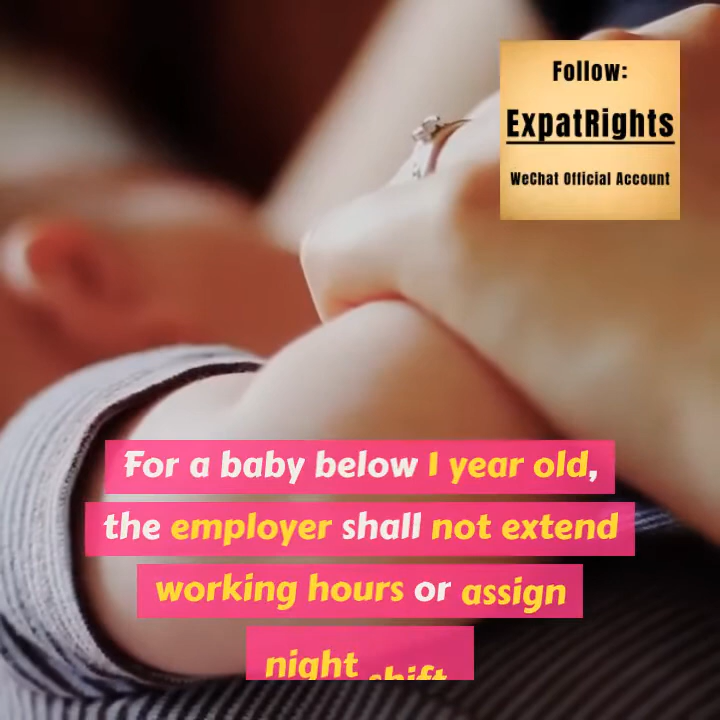 Follow:
ExpatRights
WeChat Official Account
For a baby below 1 year old,
the employer shall not extend
working hours or assign
night shift